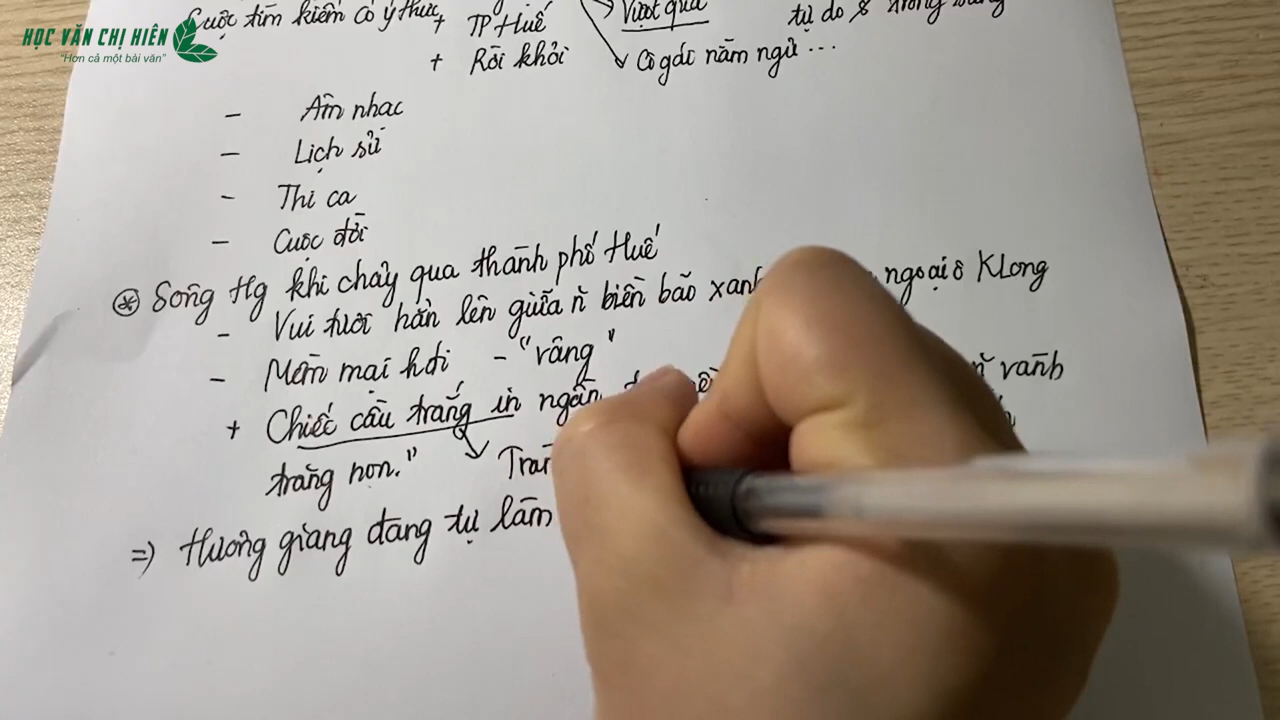 HỌC VĂN CHỊ HIÊN
"Hơn cả một bài văn"
Cuộc tìm kiếm có ý thức
+ TP Huế
Vượt qua
tự do &
+ Rời khỏi
Cô gái nằm ngủ ...
- Âm nhạc
- Lịch sử
- Thi ca
- Cuộc đời
* Sông Hg khi chảy qua thành phố Huế
- Vui tươi hẳn lên giữa ~ biền bãi xanh ngoại ô KLong
- Mềm mại hơi - "vâng"
+ Chiếc cầu trắng in ngần vành
trăng non."
=> Hương giang đang tự làm